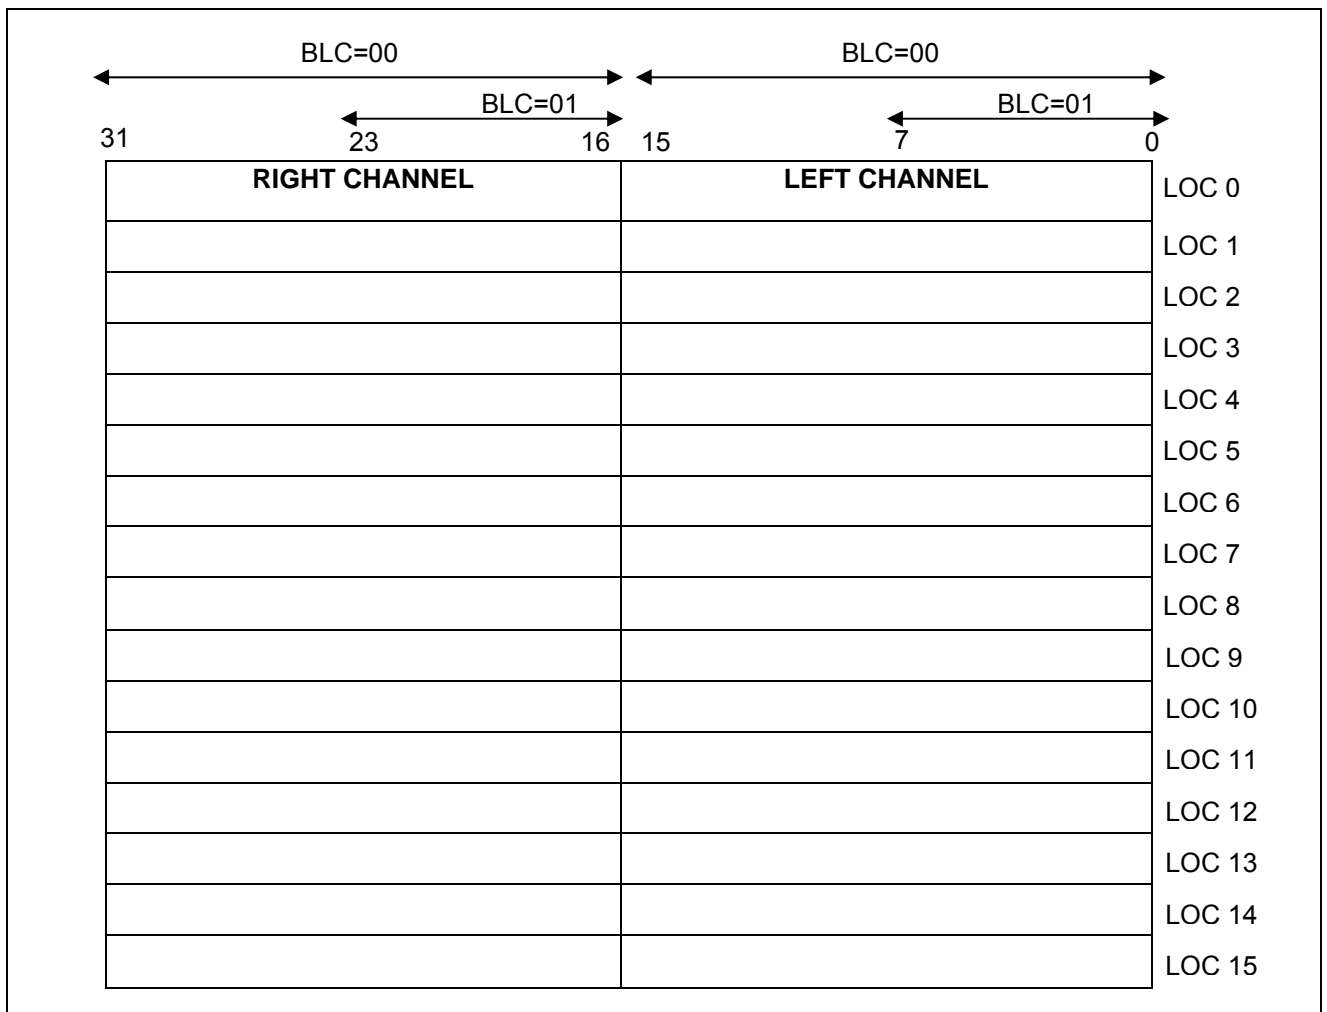 BLC=00 BLC=00
BLC=01 BLC=01
31 23 16 15 7 0
RIGHT CHANNEL LEFT CHANNEL LOC 0
LOC 1
LOC 2
LOC 3
LOC 4
LOC 5
LOC 6
LOC 7
LOC 8
LOC 9
LOC 10
LOC 11
LOC 12
LOC 13
LOC 14
LOC 15